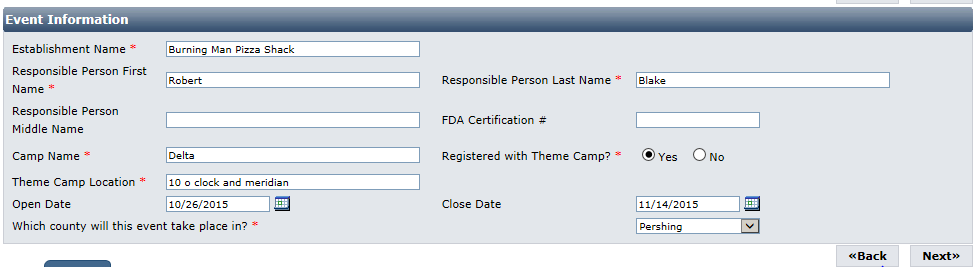 Event Information
Establishment Name * Burning Man Pizza Shack
Responsible Person First Name * Robert Responsible Person Last Name * Blake
Responsible Person Middle Name FDA Certification #
Camp Name * Delta Registered with Theme Camp? * Yes No
Theme Camp Location * 10 o clock and meridian
Open Date 10/26/2015 Close Date 11/14/2015
Which county will this event take place in? * Pershing
«Back Next»